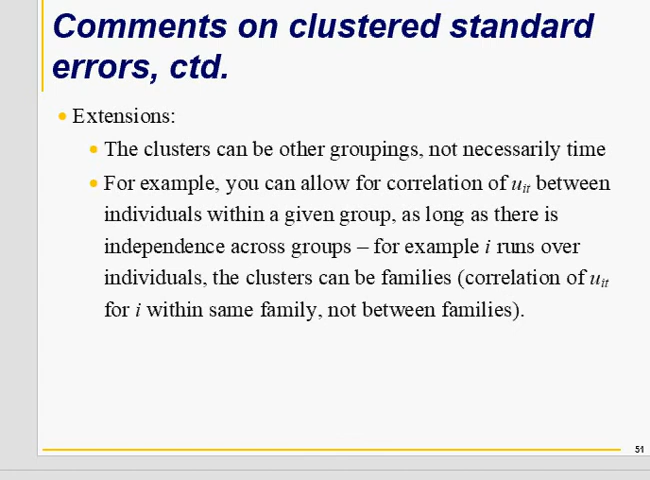 Comments on clustered standard
errors, ctd.
• Extensions:
• The clusters can be other groupings, not necessarily time
• For example, you can allow for correlation of uit between
individuals within a given group, as long as there is
independence across groups – for example i runs over
individuals, the clusters can be families (correlation of uit
for i within same family, not between families).
51